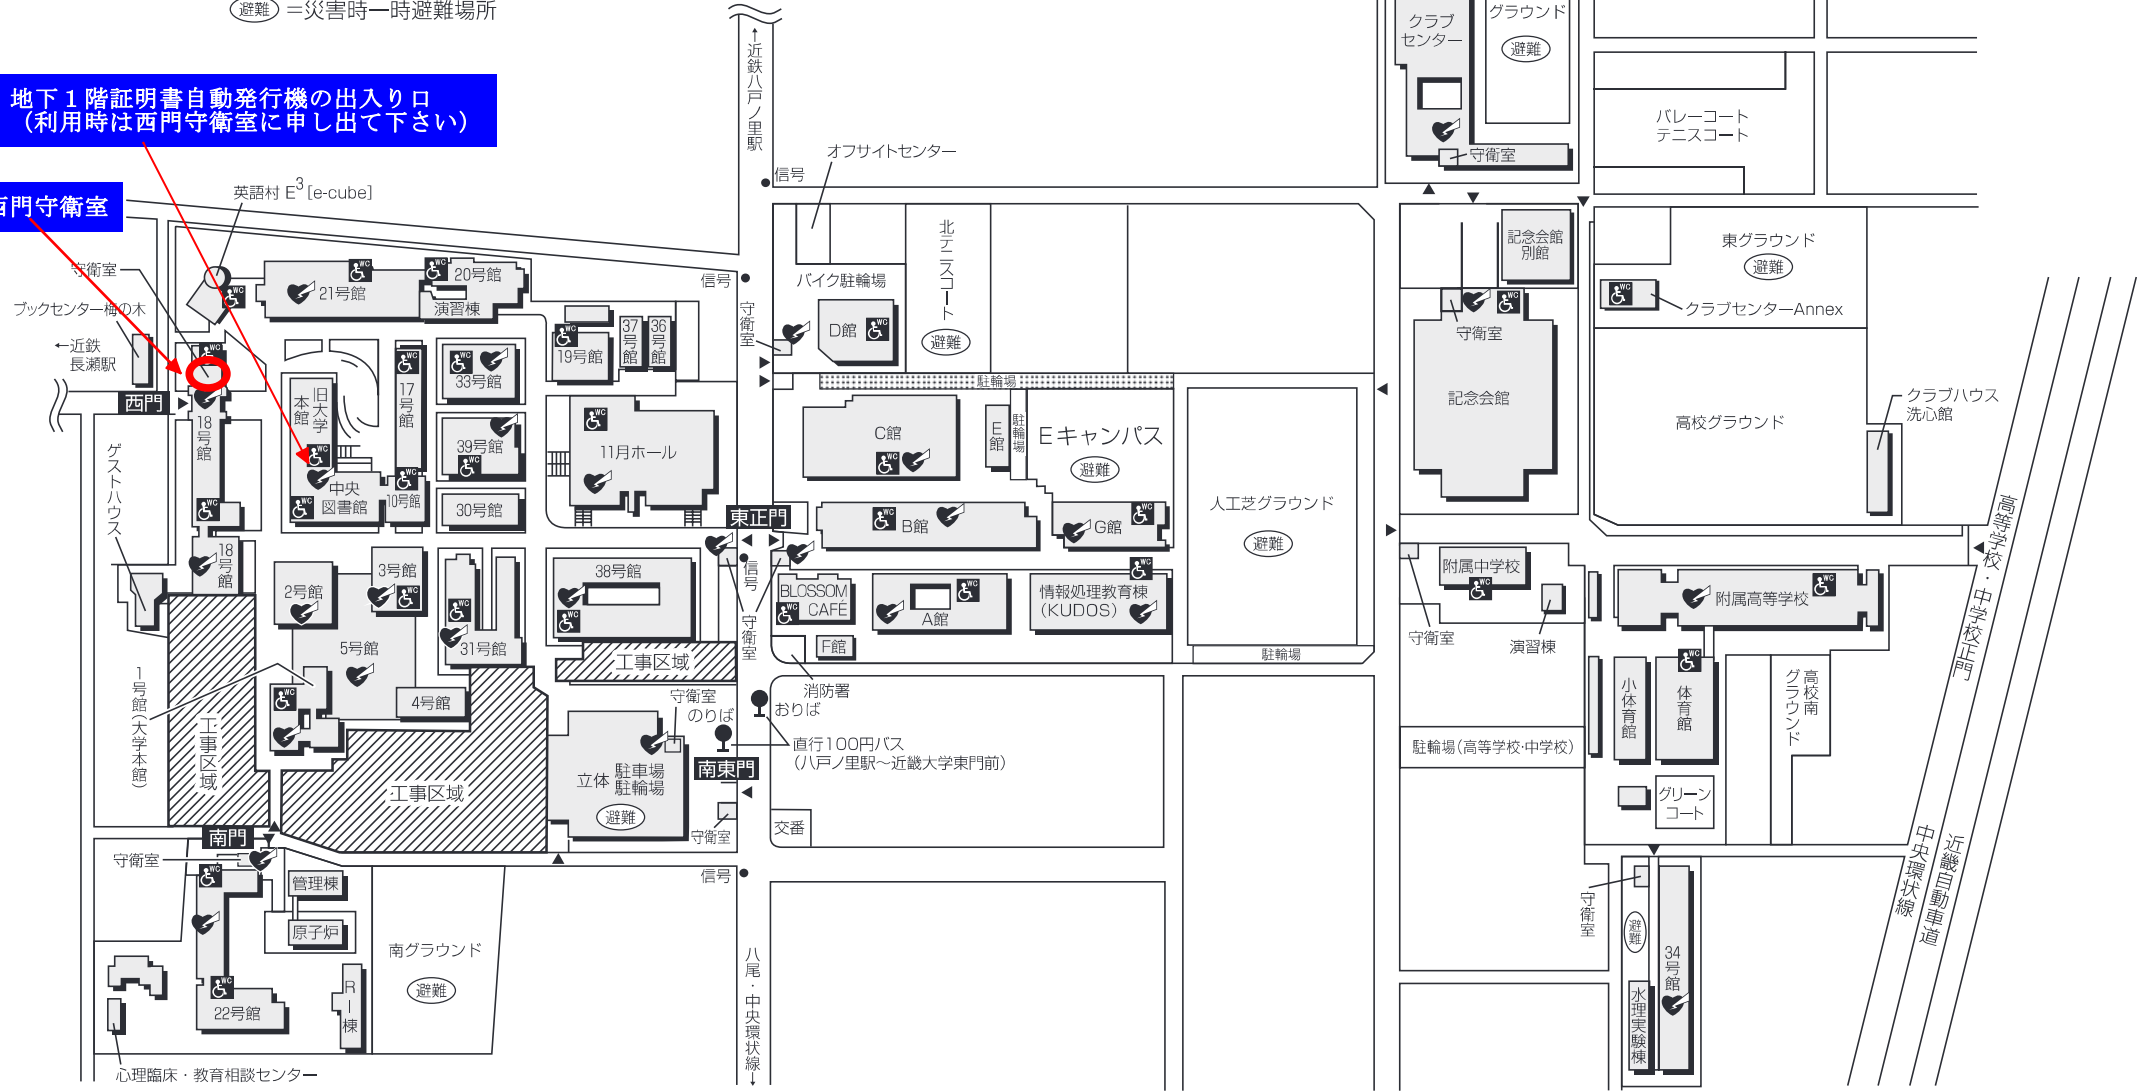 避難 =災害時一時避難場所
地下1階証明書自動発行機の出入り口
(利用時は西門守衛室に申し出て下さい)
門守衛室
英語村 E3 [e-cube]
守衛室
ブックセンター梅の木
←近鉄
長瀬駅
西門
ゲストハウス
21号館
20号館
演習棟
19号館
37号館
36号館
33号館
39号館
30号館
17号館
旧大学
本館
中央
図書館
10号館
18号館
18号館
11月ホール
2号館
3号館
5号館
4号館
31号館
38号館
工事区域
工事区域
工事区域
1号館(大学本館)
立体 駐車場
駐輪場
避難
守衛室
のりば
南東門
守衛室
南門
守衛室
管理棟
原子炉
南グラウンド
避難
RI棟
22号館
心理臨床・教育相談センター
←近鉄八戸ノ里駅
信号
信号
守衛室
オフサイトセンター
バイク駐輪場
北テニスコート
避難
D館
駐輪場
C館
E館
駐輪場
Eキャンパス
避難
東正門
信号
守衛室
B館
G館
BLOSSOM
CAFÉ
A館
情報処理教育棟
(KUDOS)
F館
消防署
おりば
直行100円バス
(八戸ノ里駅~近畿大学東門前)
交番
信号
八尾・中央環状線→
人工芝グラウンド
避難
駐輪場
クラブ
センター
グラウンド
避難
守衛室
バレーコート
テニスコート
記念会館
別館
守衛室
記念会館
東グラウンド
避難
クラブセンターAnnex
高校グラウンド
クラブハウス
洗心館
高等学校・中学校正門
附属中学校
守衛室
演習棟
附属高等学校
小体育館
体育館
高校南
グラウンド
駐輪場(高等学校・中学校)
グリーン
コート
中央環状線
近畿自動車道
守衛室
避難
34号館
水理実験棟